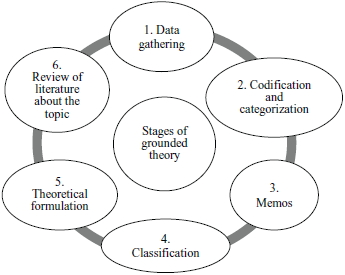 1. Data
gathering
2. Codification
and
categorization
3.
Memos
4.
Classification
5.
Theoretical
formulation
6.
Review of
literature
about the
topic
Stages of
grounded
theory